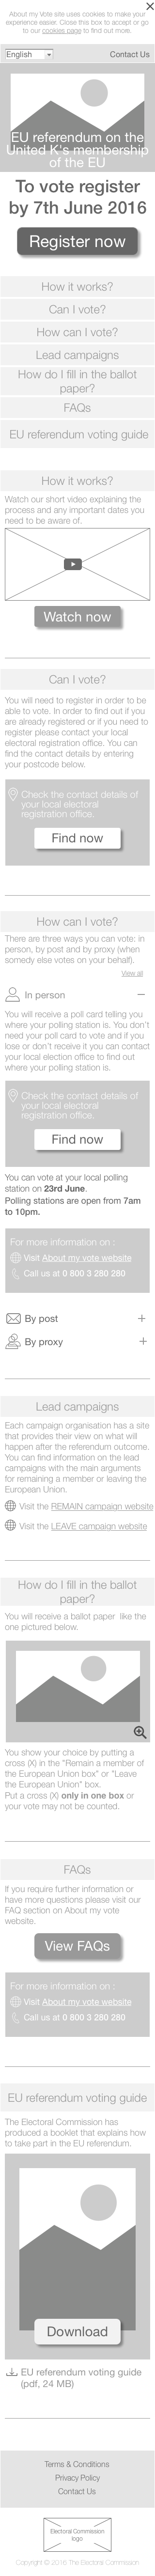 About my Vote site uses cookies to make your
experience easier. Close this box to accept or go
to our cookies page to find out more.
English
Contact Us
EU referendum on the
United K's membership
of the EU
To vote register
by 7th June 2016
Register now
How it works?
Can I vote?
How can I vote?
Lead campaigns
How do I fill in the ballot
paper?
FAQs
EU referendum voting guide
How it works?
Watch our short video explaining the
process and any important dates you
need to be aware of.
Watch now
Can I vote?
You will need to register in order to be
able to vote. In order to find out if you
are already registered or if you need to
register please contact your local
electoral registration office. You can
find the contact details by entering
your postcode below.
Check the contact details of
your local electoral
registration office.
Find now
How can I vote?
There are three ways you can vote: in
person, by post and by proxy (when
somedy else votes on your behalf).
View all
In person
You will receive a poll card telling you
where your polling station is. You don't
need your poll card to vote and if you
lose or don't receive it you can contact
your local election office to find out
where your polling station is.
Check the contact details of
your local electoral
registration office.
Find now
You can vote at your local polling
station on 23rd June.
Polling stations are open from 7am
to 10pm.
For more information on :
Visit About my vote website
Call us at 0 800 3 280 280
By post
By proxy
Lead campaigns
Each campaign organisation has a site
that provides their view on what will
happen after the referendum outcome.
You can find information on the lead
campaigns with the main arguments
for remaining a member or leaving the
European Union.
Visit the REMAIN campaign website
Visit the LEAVE campaign website
How do I fill in the ballot
paper?
You will receive a ballot paper like the
one pictured below.
You show your choice by putting a
cross (X) in the "Remain a member of
the European Union box" or "Leave
the European Union" box.
Put a cross (X) only in one box or
your vote may not be counted.
FAQs
If you require further information or
have more questions please visit our
FAQ section on About my vote
website.
View FAQs
For more information on :
Visit About my vote website
Call us at 0 800 3 280 280
EU referendum voting guide
The Electoral Commission has
produced a booklet that explains how
to take part in the EU referendum.
Download
EU referendum voting guide
(pdf, 24 MB)
Terms & Conditions
Privacy Policy
Contact Us
Electoral Commission
logo
Copyright © 2016 The Electoral Commission